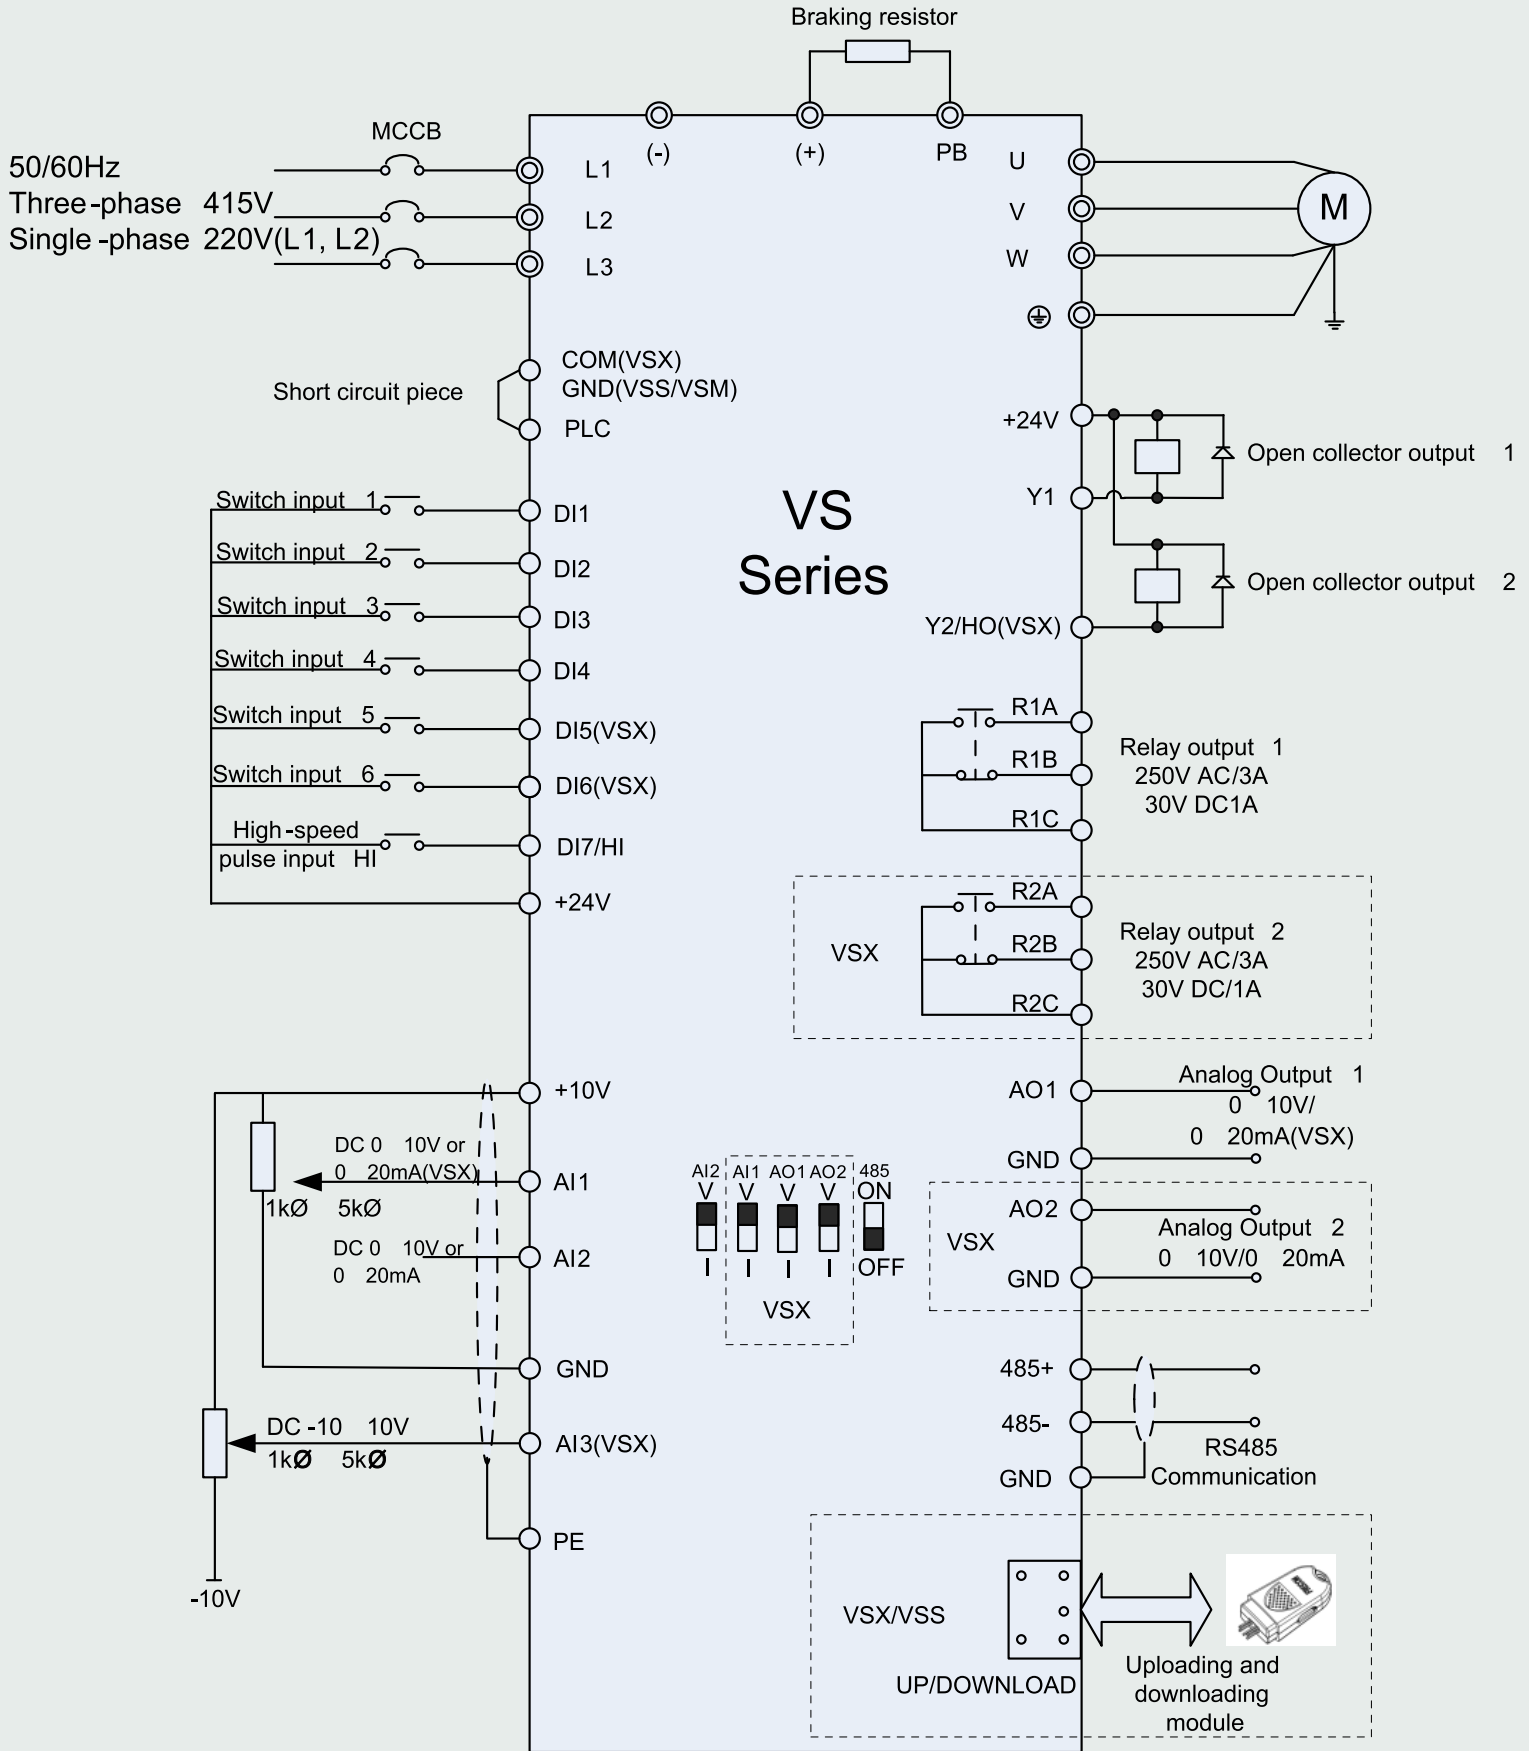 Braking resistor
MCCB
50/60Hz
Three-phase 415V
Single-phase 220V(L1, L2)
L1
L2
L3
(-)
(+)
PB
U
V
W
M
Short circuit piece
COM(VSX)
GND(VSS/VSM)
PLC
+24V
Open collector output 1
Y1
Open collector output 2
Y2/HO(VSX)
VS
Series
Switch input 1
DI1
Switch input 2
DI2
Switch input 3
DI3
Switch input 4
DI4
Switch input 5
DI5(VSX)
Switch input 6
DI6(VSX)
High-speed
pulse input HI
DI7/HI
+24V
R1A
R1B
R1C
Relay output 1
250V AC/3A
30V DC1A
VSX
R2A
R2B
R2C
Relay output 2
250V AC/3A
30V DC/1A
+10V
DC 0 10V or
0 20mA(VSX)
AI1
1kØ 5kØ
DC 0 10V or
0 20mA
AI2
GND
DC -10 10V
AI3(VSX)
1kØ 5kØ
PE
-10V
AI2 AI1 AO1 AO2 485
V V V V ON
I I I I OFF
VSX
AO1
Analog Output 1
0 10V/
0 20mA(VSX)
GND
VSX
AO2
Analog Output 2
0 10V/0 20mA
GND
485+
485-
GND
RS485
Communication
VSX/VSS
UP/DOWNLOAD
Uploading and
downloading
module